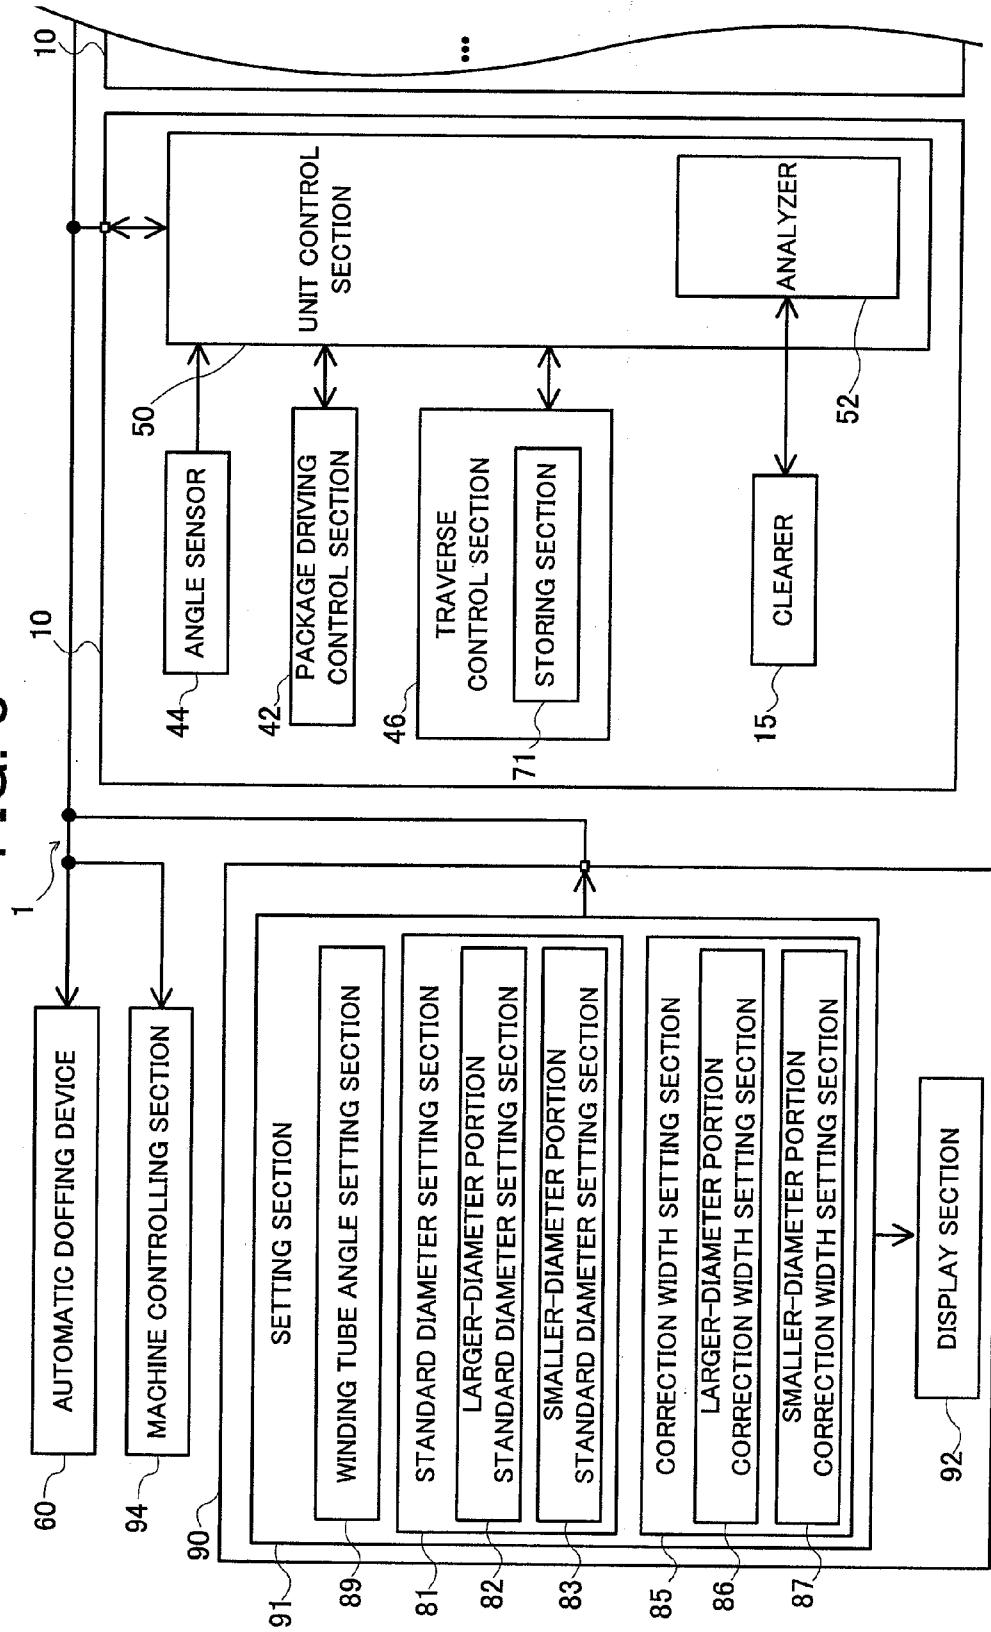 1
60
AUTOMATIC DOFFING DEVICE
94
MACHINE CONTROLLING SECTION
90
91
SETTING SECTION
89
WINDING TUBE ANGLE SETTING SECTION
81
STANDARD DIAMETER SETTING SECTION
82
LARGER-DIAMETER PORTION
STANDARD DIAMETER SETTING SECTION
83
SMALLER-DIAMETER PORTION
STANDARD DIAMETER SETTING SECTION
85
CORRECTION WIDTH SETTING SECTION
86
LARGER-DIAMETER PORTION
CORRECTION WIDTH SETTING SECTION
87
SMALLER-DIAMETER PORTION
CORRECTION WIDTH SETTING SECTION
92
DISPLAY SECTION
10
44
ANGLE SENSOR
42
PACKAGE DRIVING
CONTROL SECTION
46
TRAVERSE
CONTROL SECTION
71
STORING SECTION
15
CLEARER
50
UNIT CONTROL
SECTION
52
ANALYZER
10
...